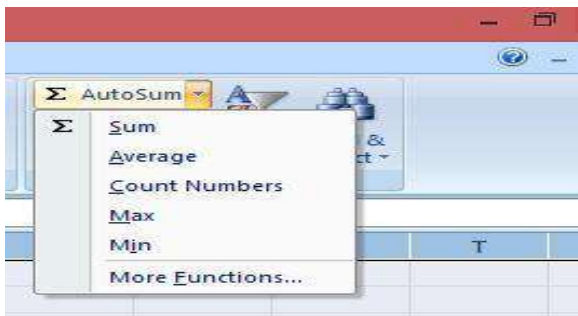 Σ AutoSum
Σ Sum
Average
&
Count Numbers
Max
Min
T
More Functions...